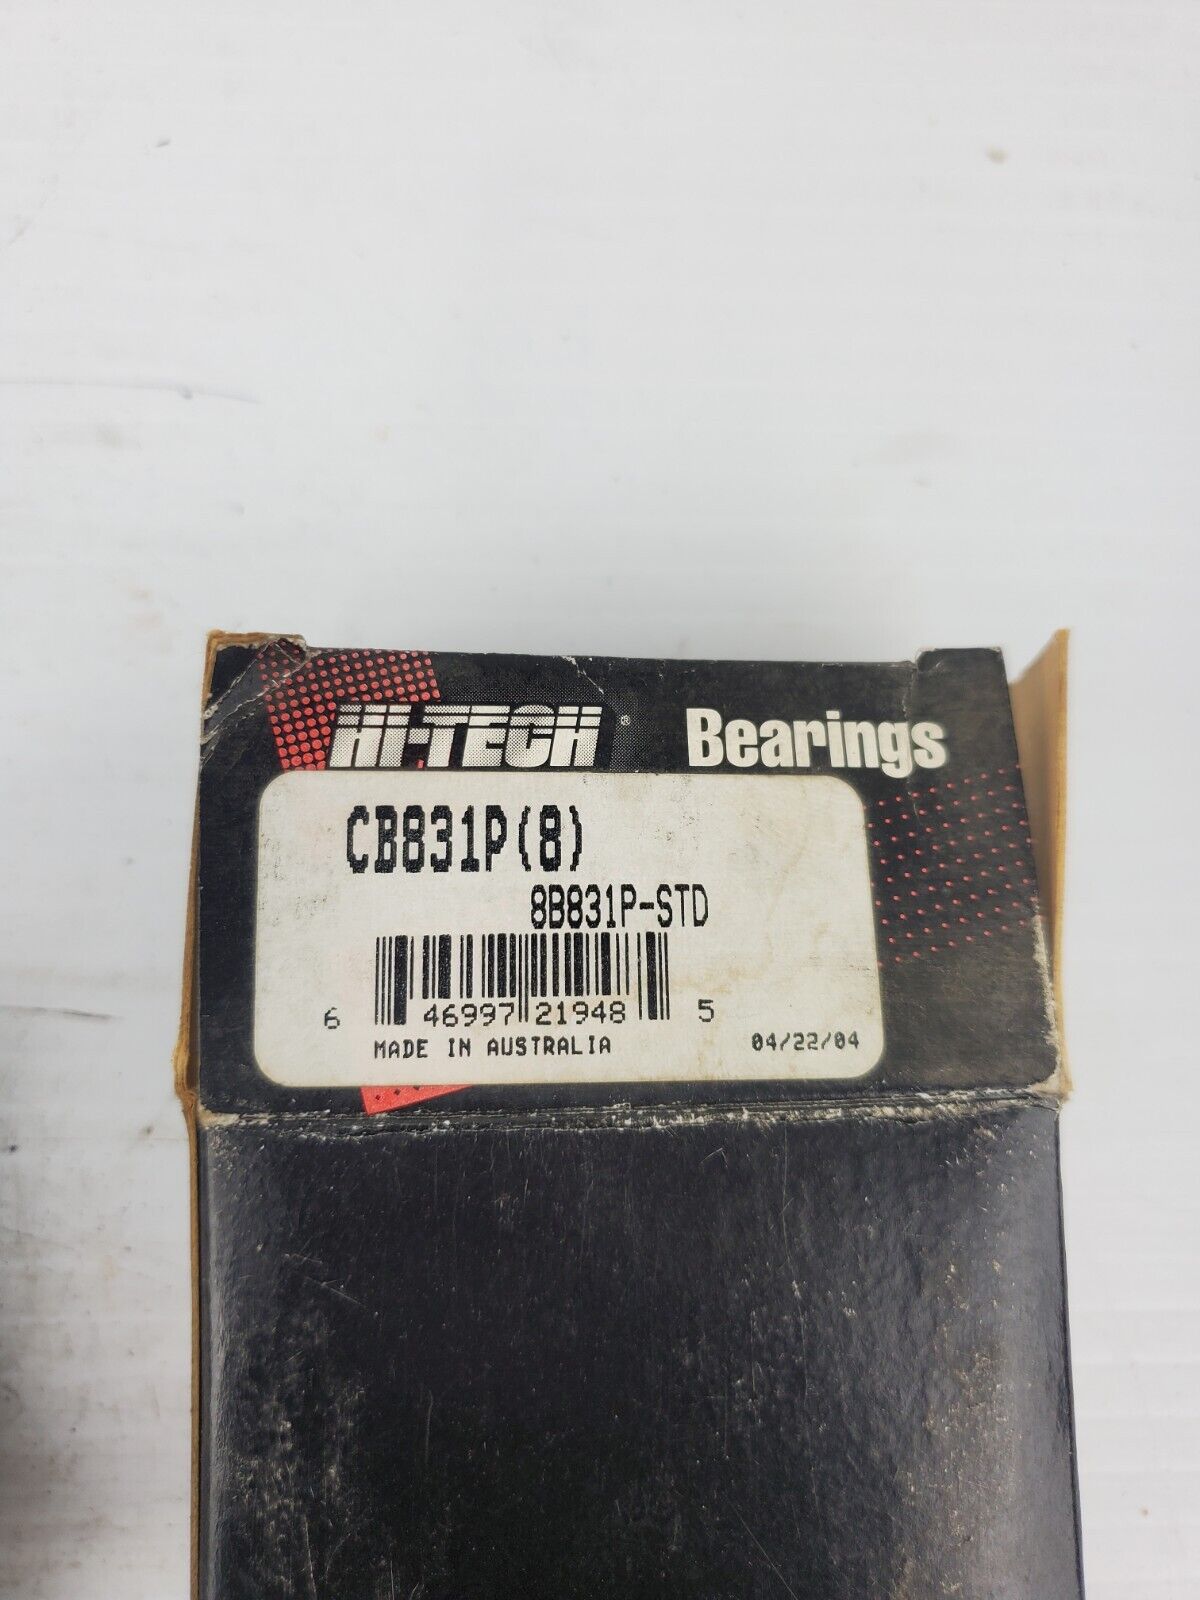 HI-TECH® Bearings
CB831P(8)
8B831P-STD
6 46997 21948 5
MADE IN AUSTRALIA 04/22/04